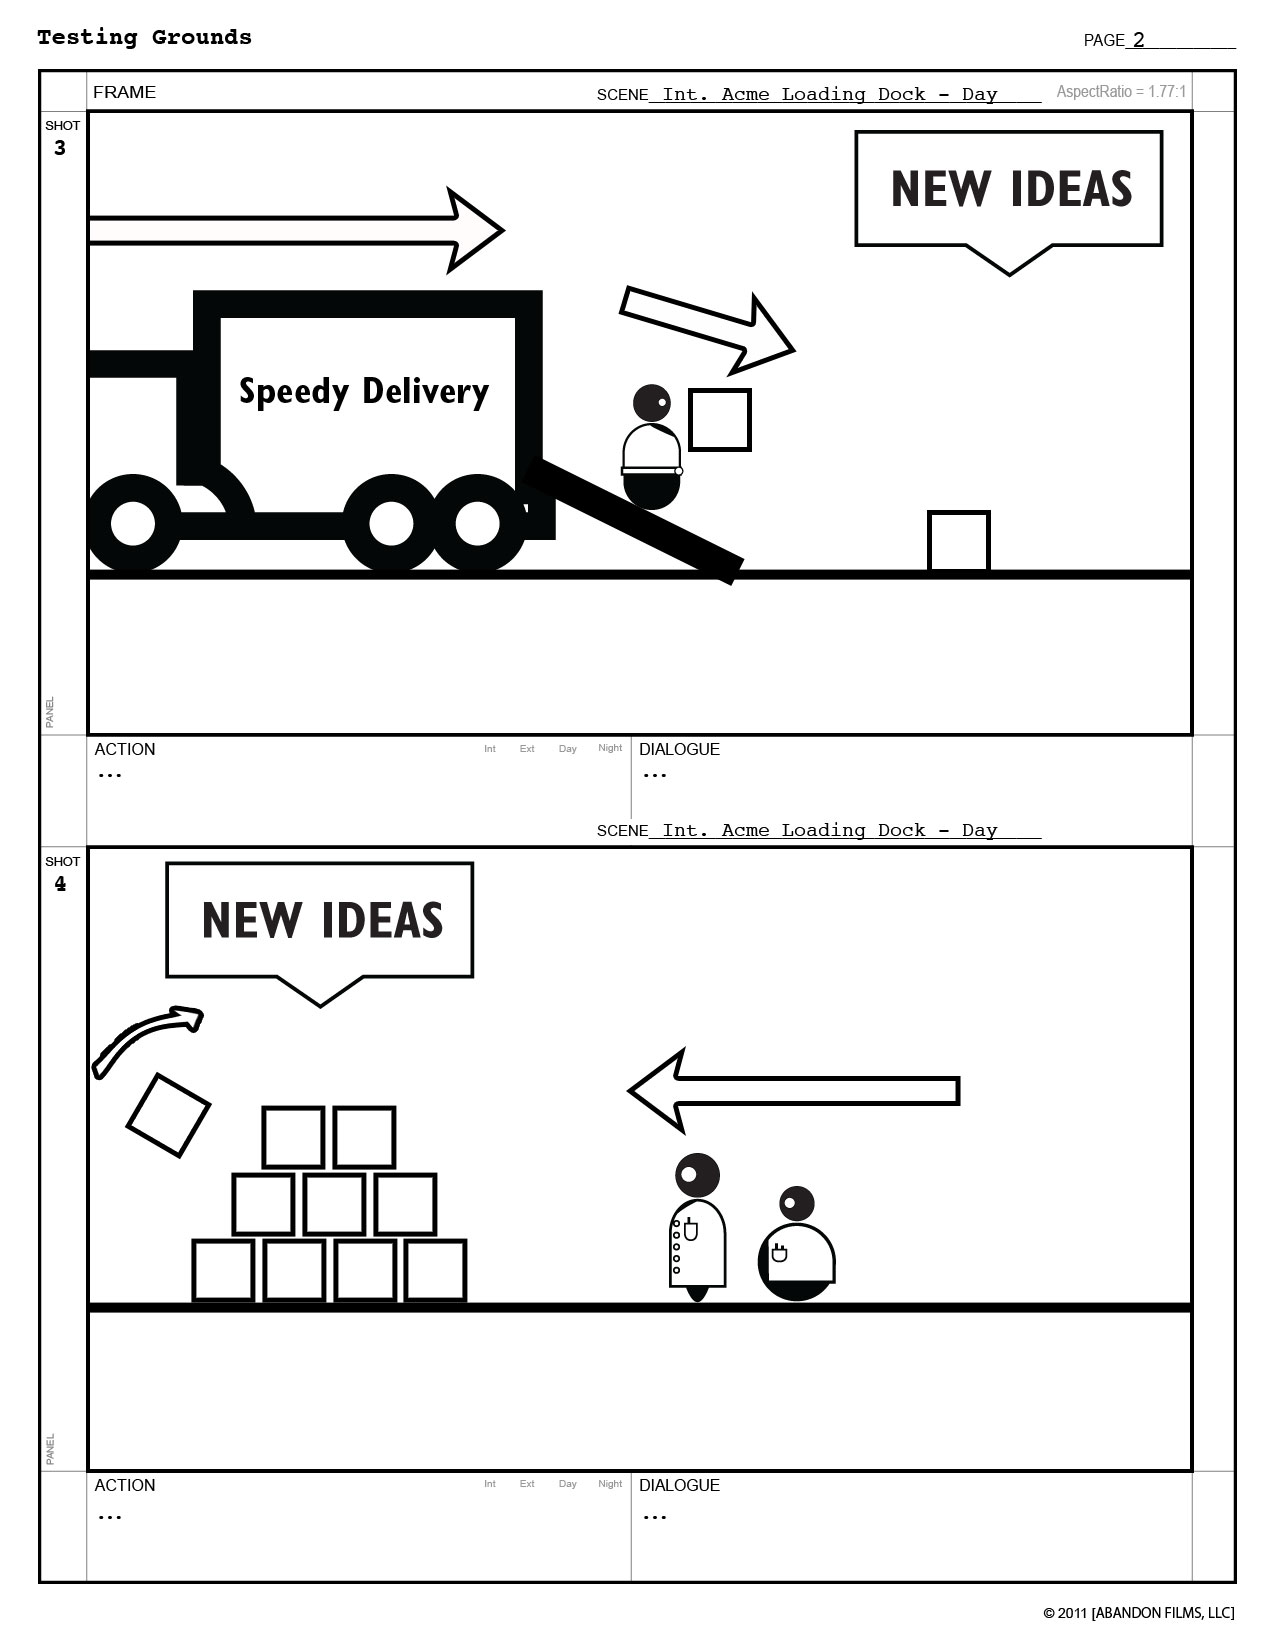 Testing Grounds
PAGE 2
FRAME
SCENE Int. Acme Loading Dock - Day
AspectRatio = 1.77:1
SHOT
3
NEW IDEAS
Speedy Delivery
PANEL
ACTION
Int Ext Day Night
...
DIALOGUE
...
SCENE Int. Acme Loading Dock - Day
SHOT
4
NEW IDEAS
PANEL
ACTION
Int Ext Day Night
...
DIALOGUE
...
© 2011 [ABANDON FILMS, LLC]